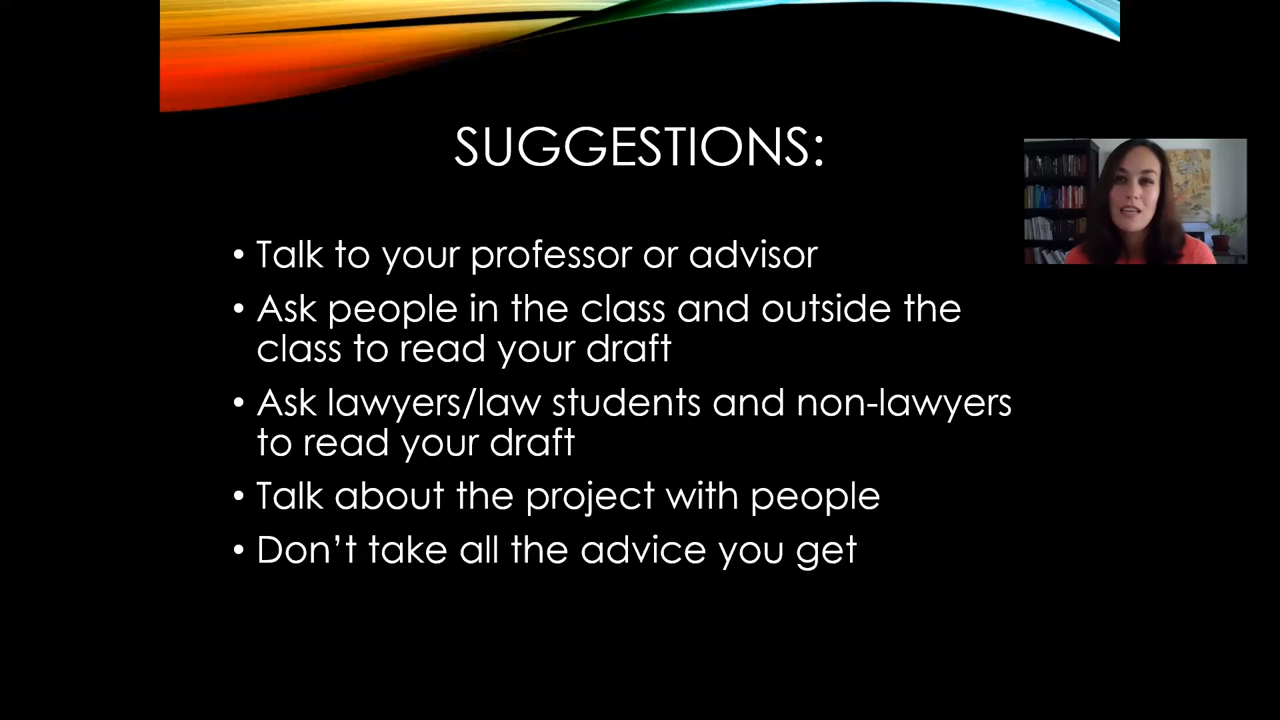 SUGGESTIONS:
• Talk to your professor or advisor
• Ask people in the class and outside the
class to read your draft
• Ask lawyers/law students and non-lawyers
to read your draft
• Talk about the project with people
• Don’t take all the advice you get